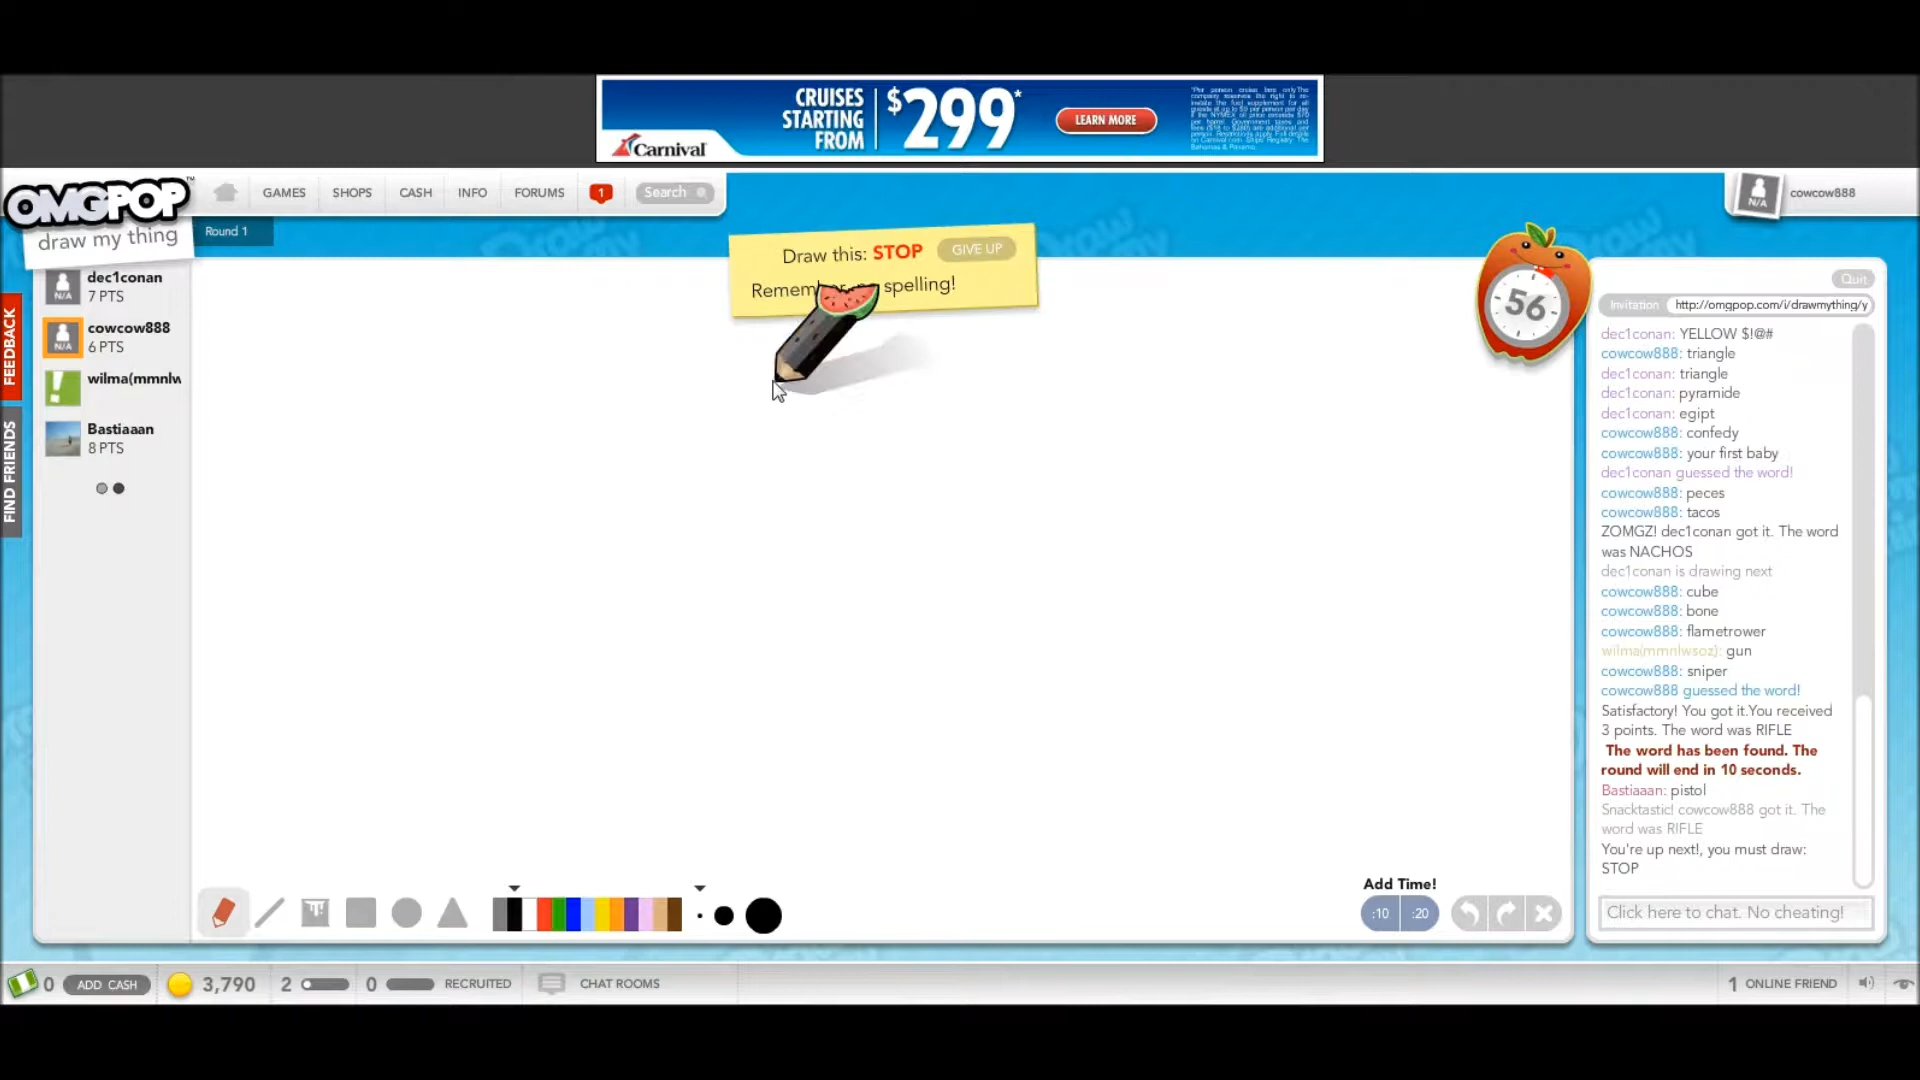 CRUISES
STARTING
FROM
$299*
LEARN MORE
Carnival
OMGPOP™
draw my thing
GAMES
SHOPS
CASH
INFO
FORUMS
1
Search
N/A
cowcow888
Round 1
Draw this: STOP
GIVE UP
spelling!
56
FEEDBACK
FIND FRIENDS
N/A
dec1conan
7 PTS
N/A
cowcow888
6 PTS
wilma(mmnlw
Bastiaaan
8 PTS
Quit
Invitation
http://omgpop.com/i/drawmything/y
dec1conan: YELLOW $!@#
cowcow888: triangle
dec1conan: triangle
dec1conan: pyramide
dec1conan: egipt
cowcow888: confedy
cowcow888: your first baby
dec1conan guessed the word!
cowcow888: peces
cowcow888: tacos
ZOMGZ! dec1conan got it. The word
was NACHOS
dec1conan is drawing next
cowcow888: cube
cowcow888: bone
cowcow888: flametrower
wilma(mmnlwsoz): gun
cowcow888: sniper
cowcow888 guessed the word!
Satisfactory! You got it.You received
3 points. The word was RIFLE
The word has been found. The
round will end in 10 seconds.
Bastiaaan: pistol
Snacktastic! cowcow888 got it. The
word was RIFLE
You're up next!, you must draw:
STOP
Click here to chat. No cheating!
Add Time!
:10
:20
0
ADD CASH
3,790
2
0
RECRUITED
CHAT ROOMS
1 ONLINE FRIEND